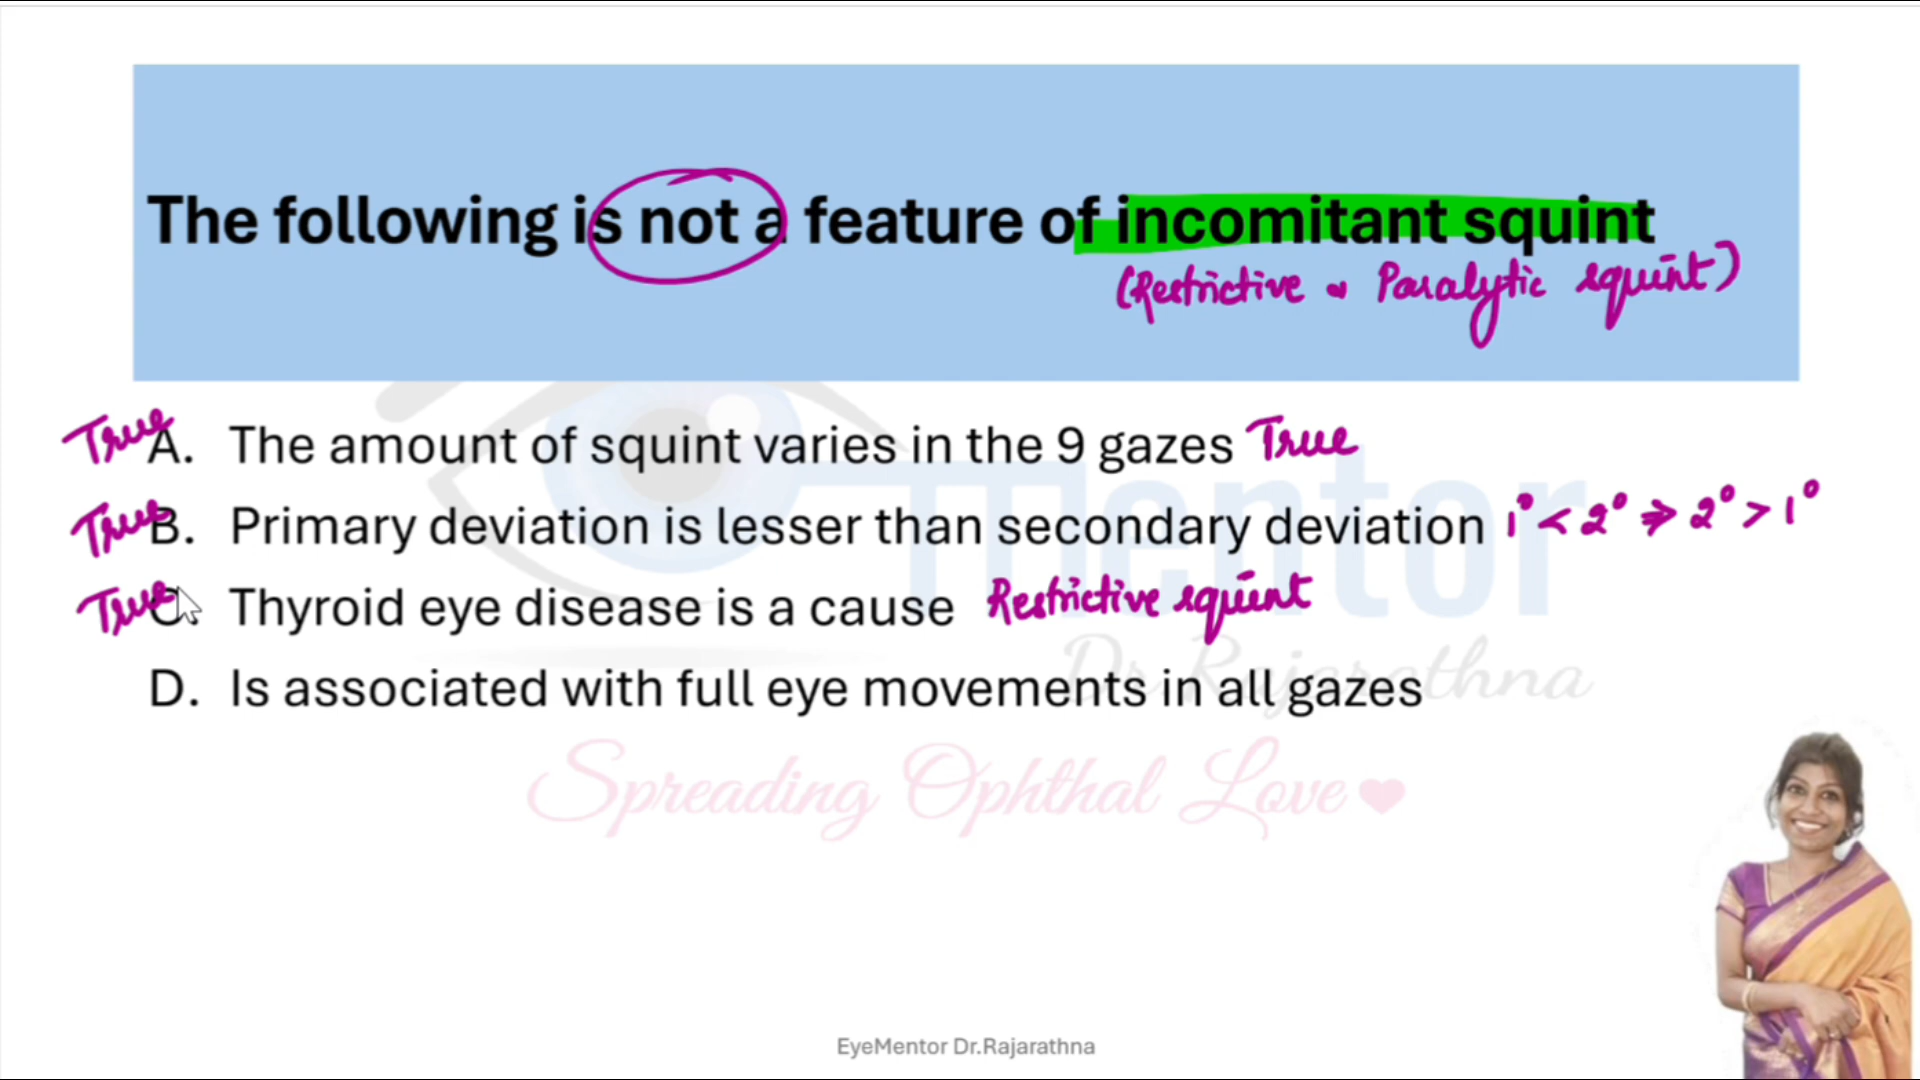 The following is not a feature of incomitant squint
(Restrictive & Paralytic squint)
True A. The amount of squint varies in the 9 gazes True
True B. Primary deviation is lesser than secondary deviation 1° < 2° ⇒ 2° > 1°
True C. Thyroid eye disease is a cause Restrictive squint
D. Is associated with full eye movements in all gazes
mentor
Dr. Rajarathna
Spreading Ophthal Love
EyeMentor Dr.Rajarathna